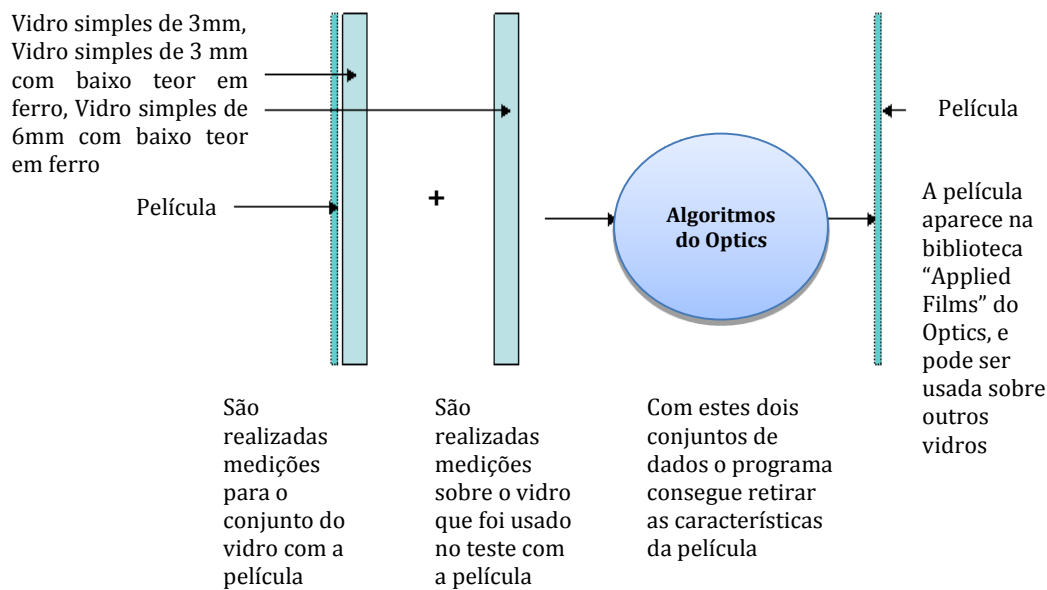 Vidro simples de 3mm,
Vidro simples de 3 mm
com baixo teor em
ferro, Vidro simples de
6mm com baixo teor
em ferro
Película
+
Algoritmos
do Optics
Película
A película
aparece na
biblioteca
“Applied
Films” do
Optics, e
pode ser
usada sobre
outros
vidros
São
realizadas
medições
para o
conjunto do
vidro com a
película
São
realizadas
medições
sobre o vidro
que foi usado
no teste com
a película
Com estes dois
conjuntos de
dados o programa
consegue retirar
as características
da película